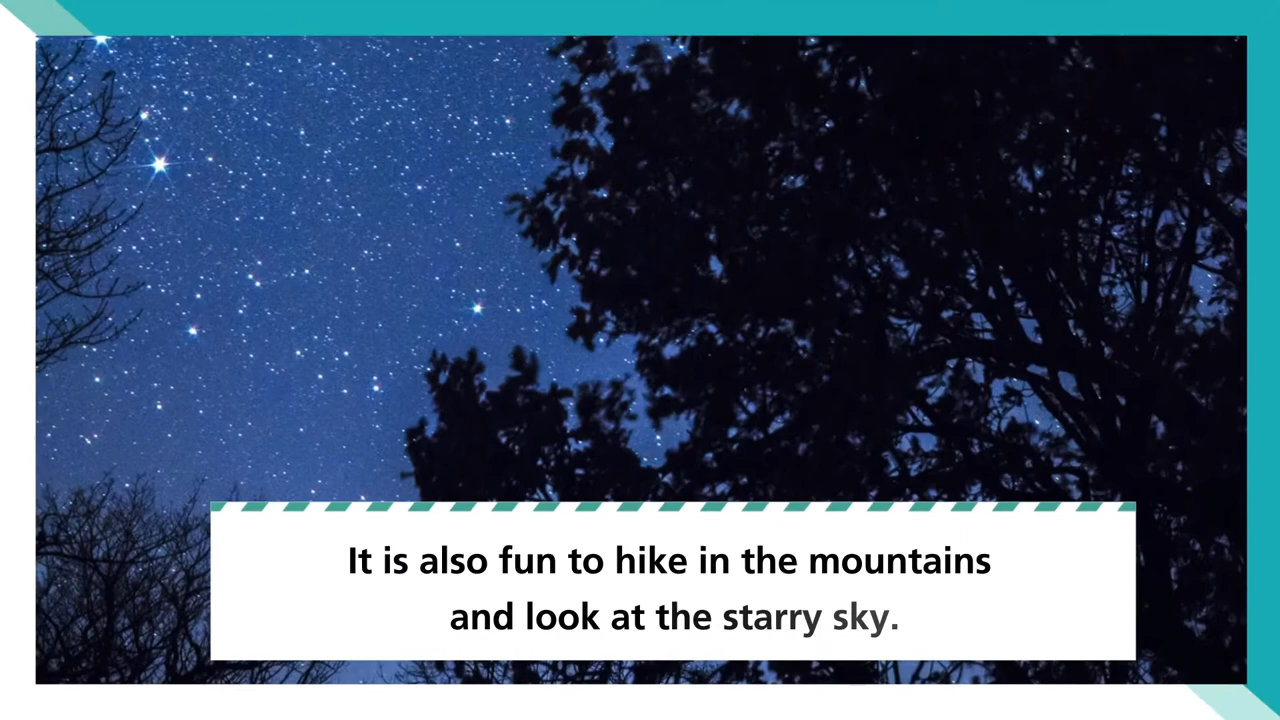 It is also fun to hike in the mountains
and look at the starry sky.